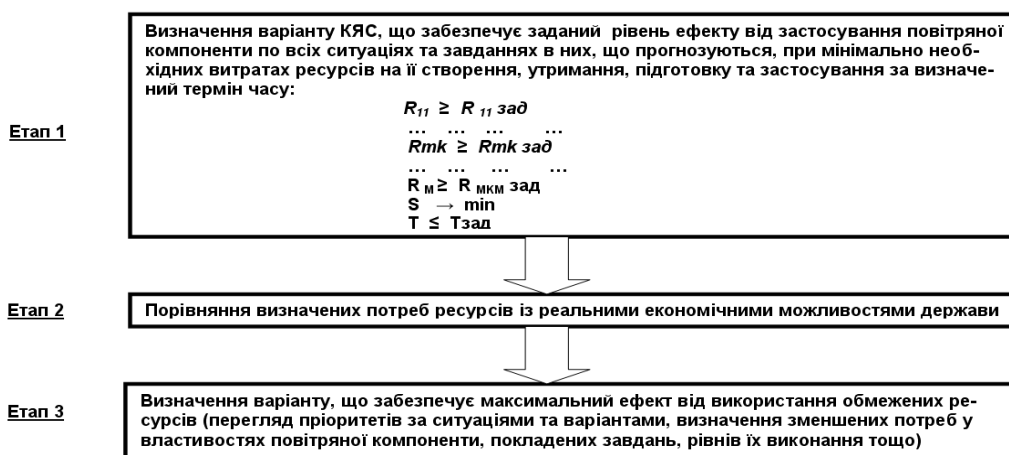 Визначення варіанту КЯС, що забезпечує заданий рівень ефекту від застосування повітряної
компоненти по всіх ситуаціях та завданнях в них, що прогнозуються, при мінімально необ-
хідних витратах ресурсів на її створення, утримання, підготовку та застосування за визначе-
ний термін часу:
R11 ≥ R 11 зад
… … … …
Rmk ≥ Rmk зад
… … … …
R М ≥ R МКМ зад
S → min
T ≤ Tзад
Етап 1
Етап 2
Порівняння визначених потреб ресурсів із реальними економічними можливостями держави
Етап 3
Визначення варіанту, що забезпечує максимальний ефект від використання обмежених ре-
сурсів (перегляд пріоритетів за ситуаціями та варіантами, визначення зменшених потреб у
властивостях повітряної компоненти, покладених завдань, рівнів їх виконання тощо)